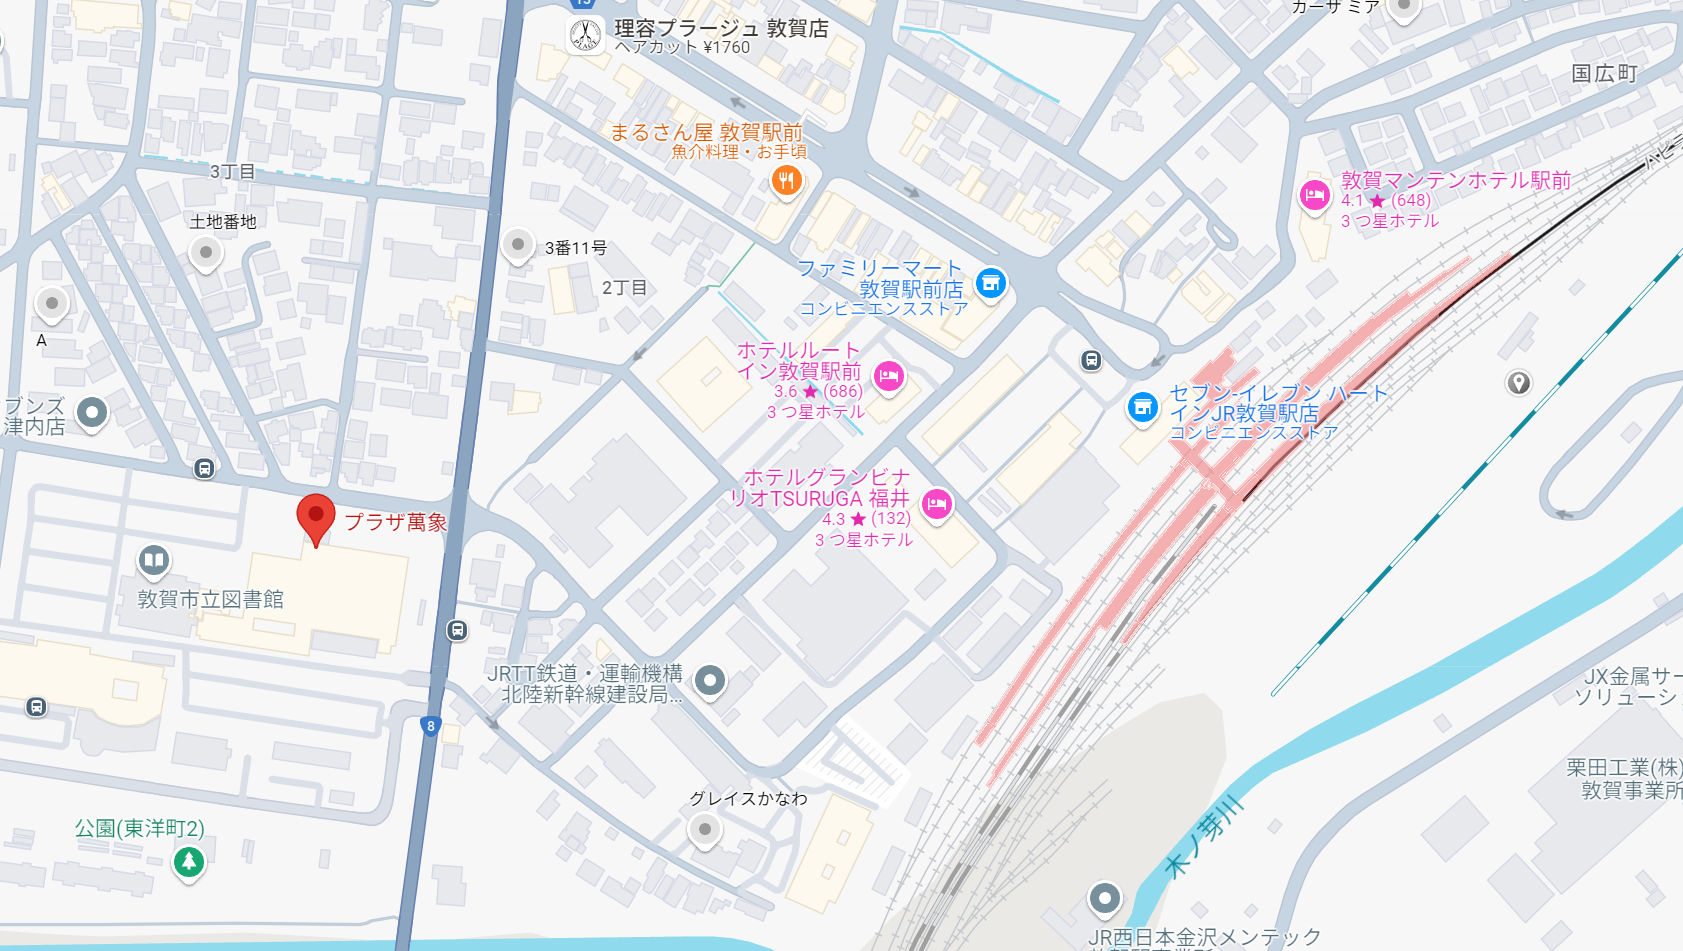 理容プラージュ 敦賀店
ヘアカット ¥1760
カーサ ミア
国広町
まるさん屋 敦賀駅前
魚介料理・お手頃
3丁目
敦賀マンテンホテル駅前
4.1 ★ (648)
3 つ星ホテル
土地番地
3番11号
2丁目
ファミリーマート
敦賀駅前店
コンビニエンスストア
A
ホテルルート
イン敦賀駅前
3.6 ★ (686)
3 つ星ホテル
セブン-イレブン ハート
インJR敦賀駅店
コンビニエンスストア
ブンズ
津内店
ホテルグランビナ
リオTSURUGA 福井
4.3 ★ (132)
3 つ星ホテル
プラザ萬象
敦賀市立図書館
JRTT鉄道・運輸機構
北陸新幹線建設局...
8
JX金属サー
ソリューシ
栗田工業(株)
敦賀事業所
グレイスかなわ
公園(東洋町2)
木ノ芽川
JR西日本金沢メンテック